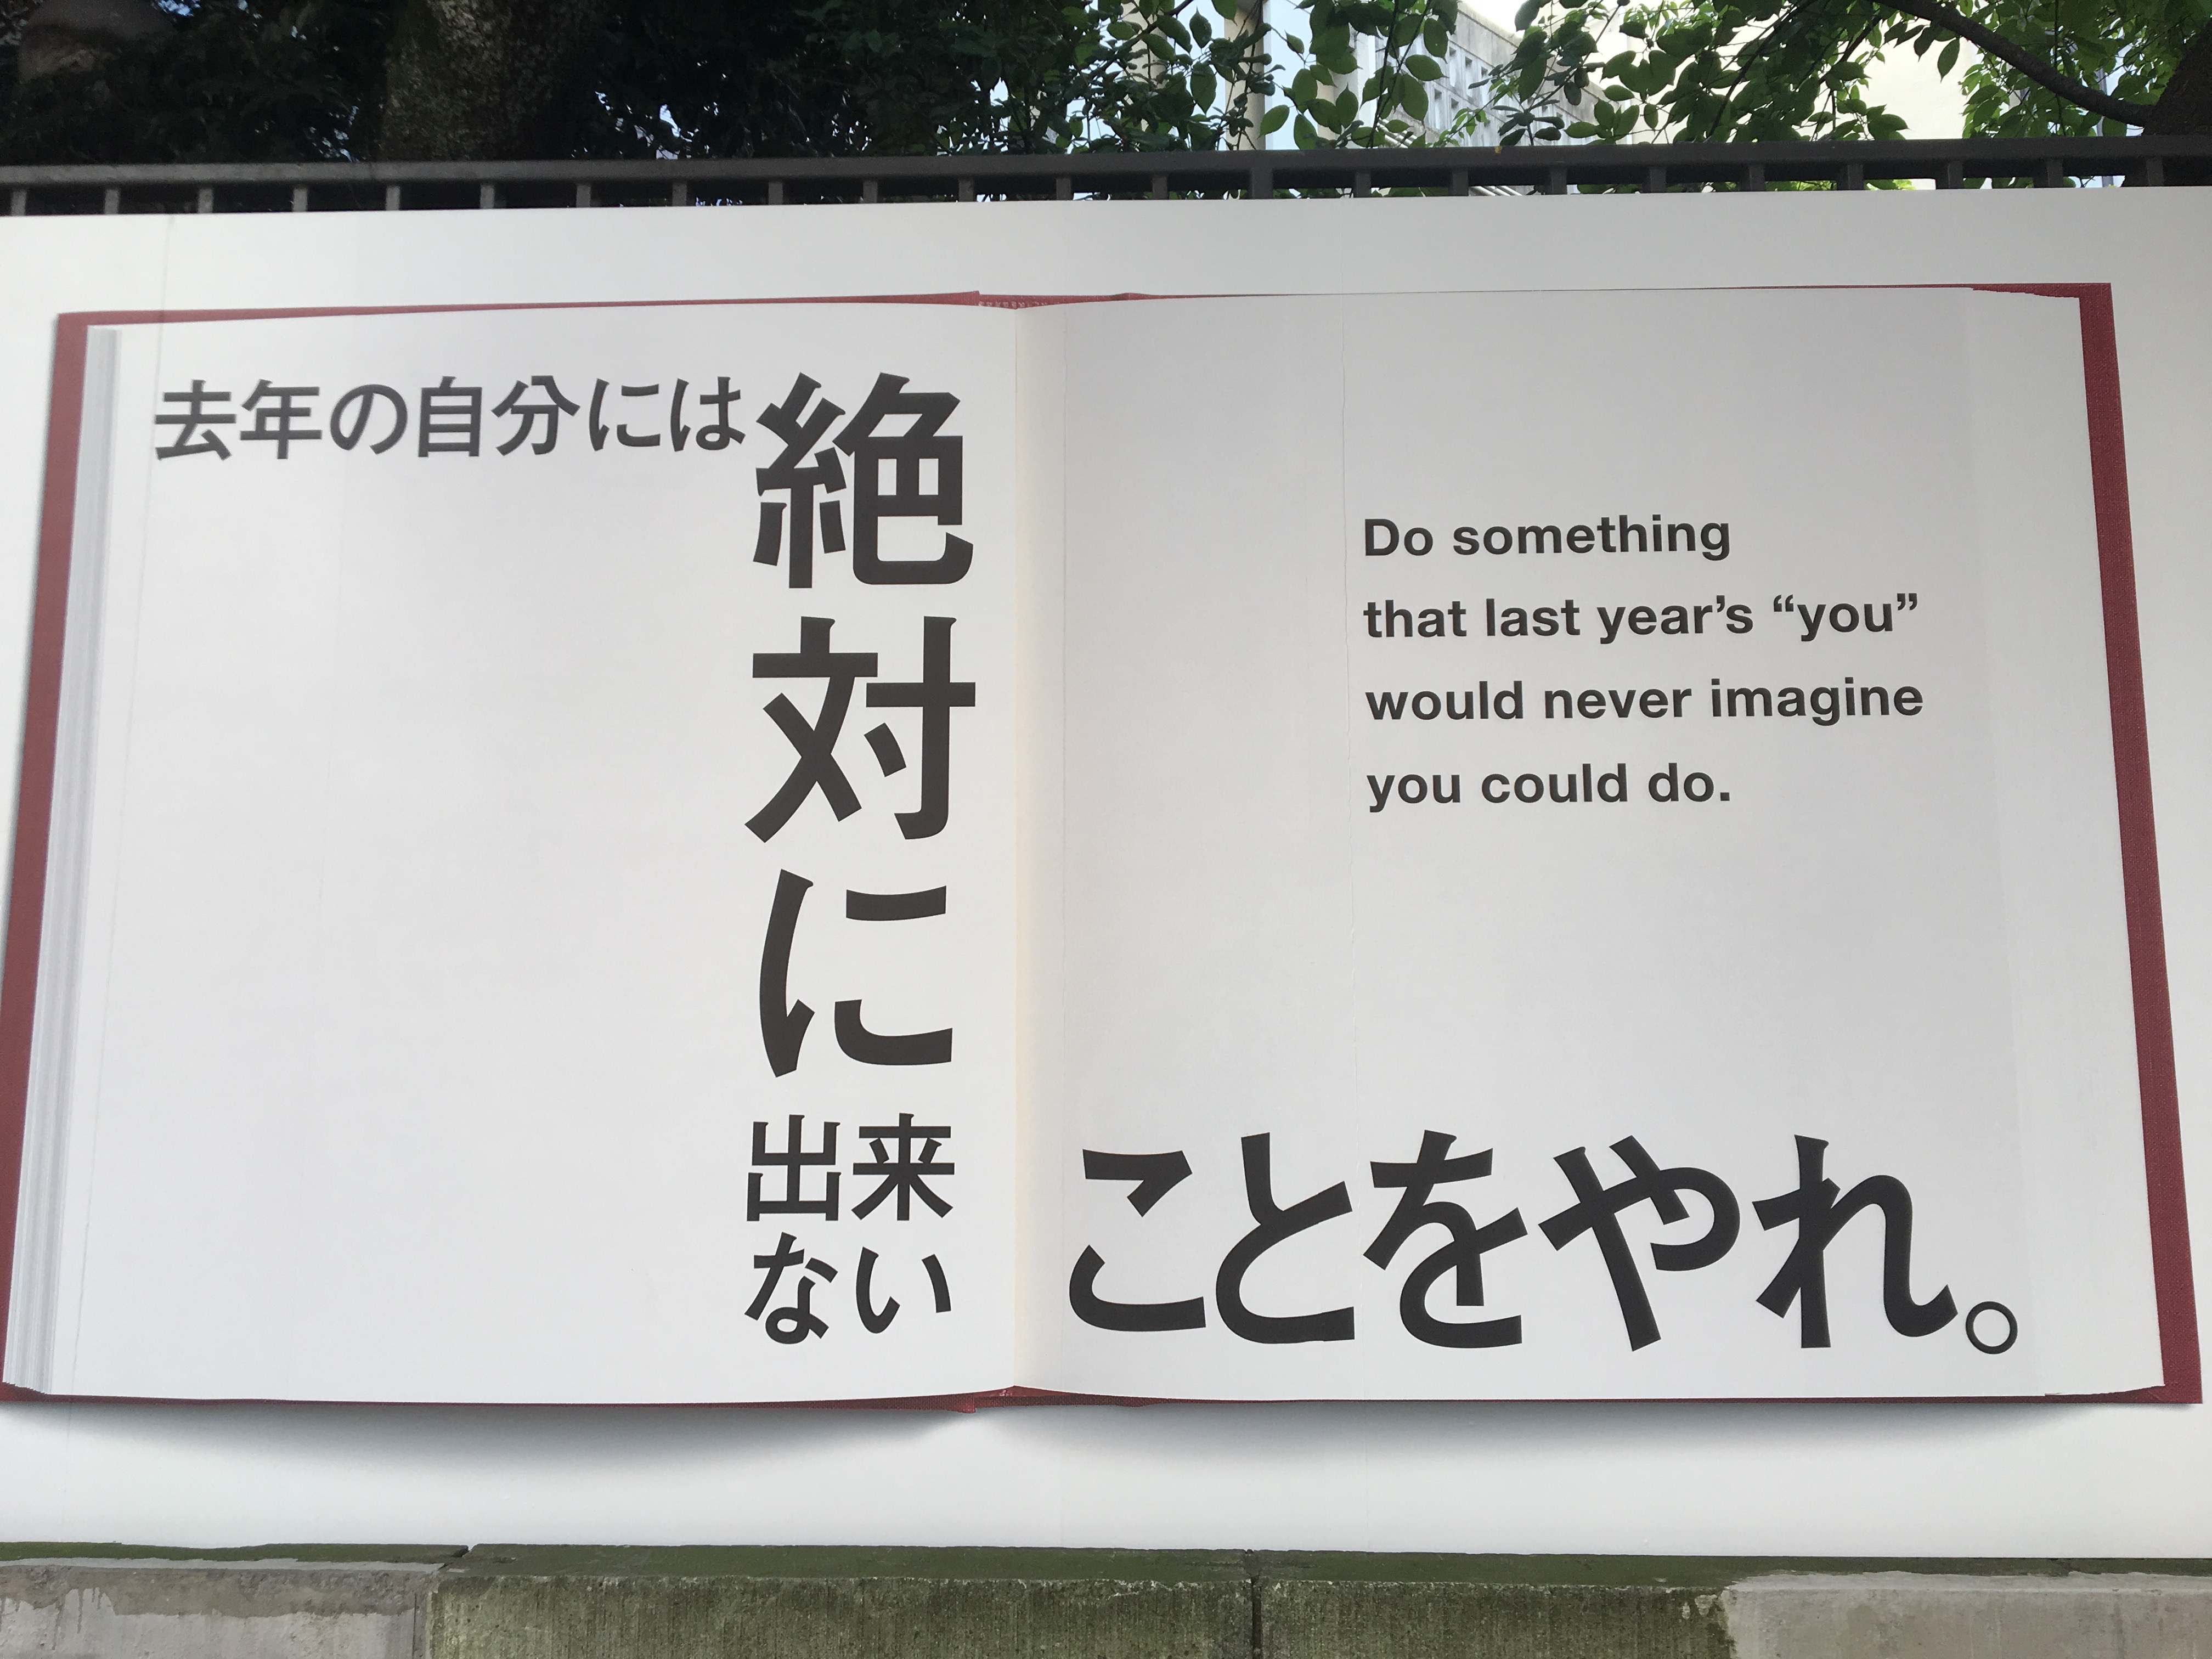 去年の自分には
絶対に
出来
ない
ことをやれ。
Do something
that last year’s “you”
would never imagine
you could do.